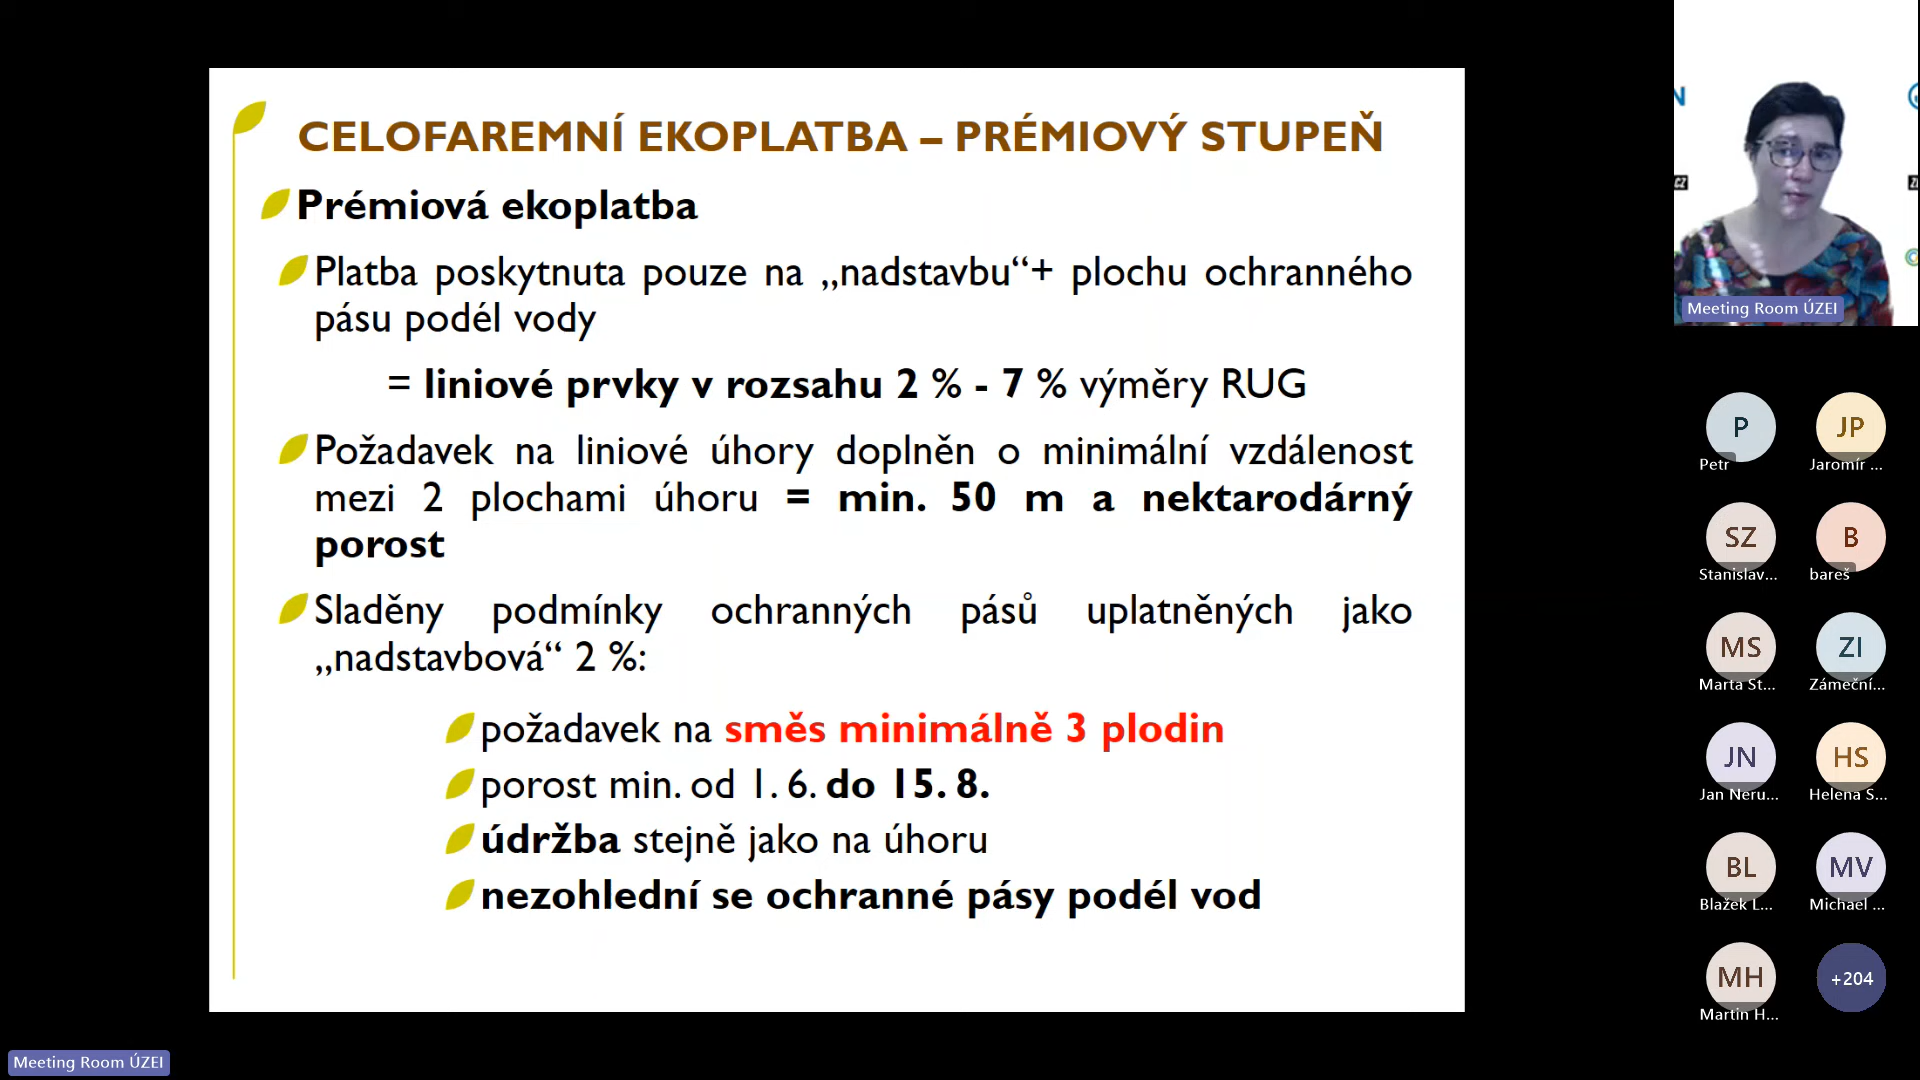 CELOFAREMNÍ EKOPLATBA – PRÉMIOVÝ STUPEŇ
Prémiová ekoplatba
Platba poskytnuta pouze na „nadstavbu“+ plochu ochranného
pásu podél vody
= liniové prvky v rozsahu 2 % - 7 % výměry RUG
Požadavek na liniové úhory doplněn o minimální vzdálenost
mezi 2 plochami úhoru = min. 50 m a nektarodárný
porost
Sladěny podmínky ochranných pásů uplatněných jako
„nadstavbová“ 2 %:
požadavek na směs minimálně 3 plodin
porost min. od 1. 6. do 15. 8.
údržba stejně jako na úhoru
nezohlední se ochranné pásy podél vod
Meeting Room ÚZEI
P
Petr
JP
Jaromír ...
SZ
Stanislav...
B
bareš
MS
Marta St...
ZI
Zámeční...
JN
Jan Neru...
HS
Helena S...
BL
Blažek L...
MV
Michael ...
MH
Martin H...
+204
Meeting Room ÚZEI